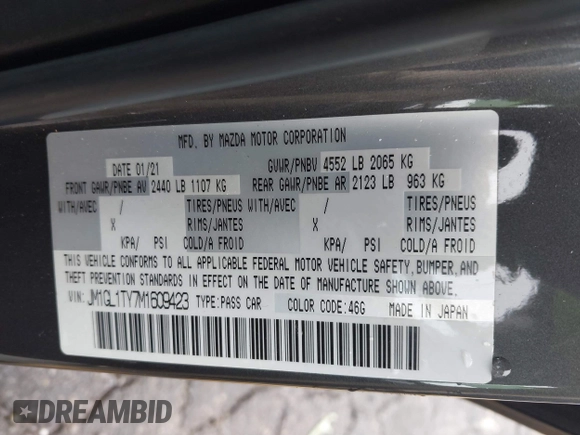 MFD. BY MAZDA MOTOR CORPORATION
DATE 01/21 GVWR/PNBV 4552 LB 2065 KG
FRONT GAWR/PNBE AV 2440 LB 1107 KG REAR GAWR/PNBE AR 2123 LB 963 KG
WITH/AVEC / TIRES/PNEUS WITH/AVEC / TIRES/PNEUS
X RIMS/JANTES X RIMS/JANTES
KPA/ PSI COLD/A FROID KPA/ PSI COLD/A FROID
THIS VEHICLE CONFORMS TO ALL APPLICABLE FEDERAL MOTOR VEHICLE SAFETY, BUMPER, AND
THEFT PREVENTION STANDARDS IN EFFECT ON THE DATE OF MANUFACTURE SHOWN ABOVE.
VIN: JM1GL1TY7M1609423 TYPE:PASS CAR COLOR CODE:46G MADE IN JAPAN
DREAMBID